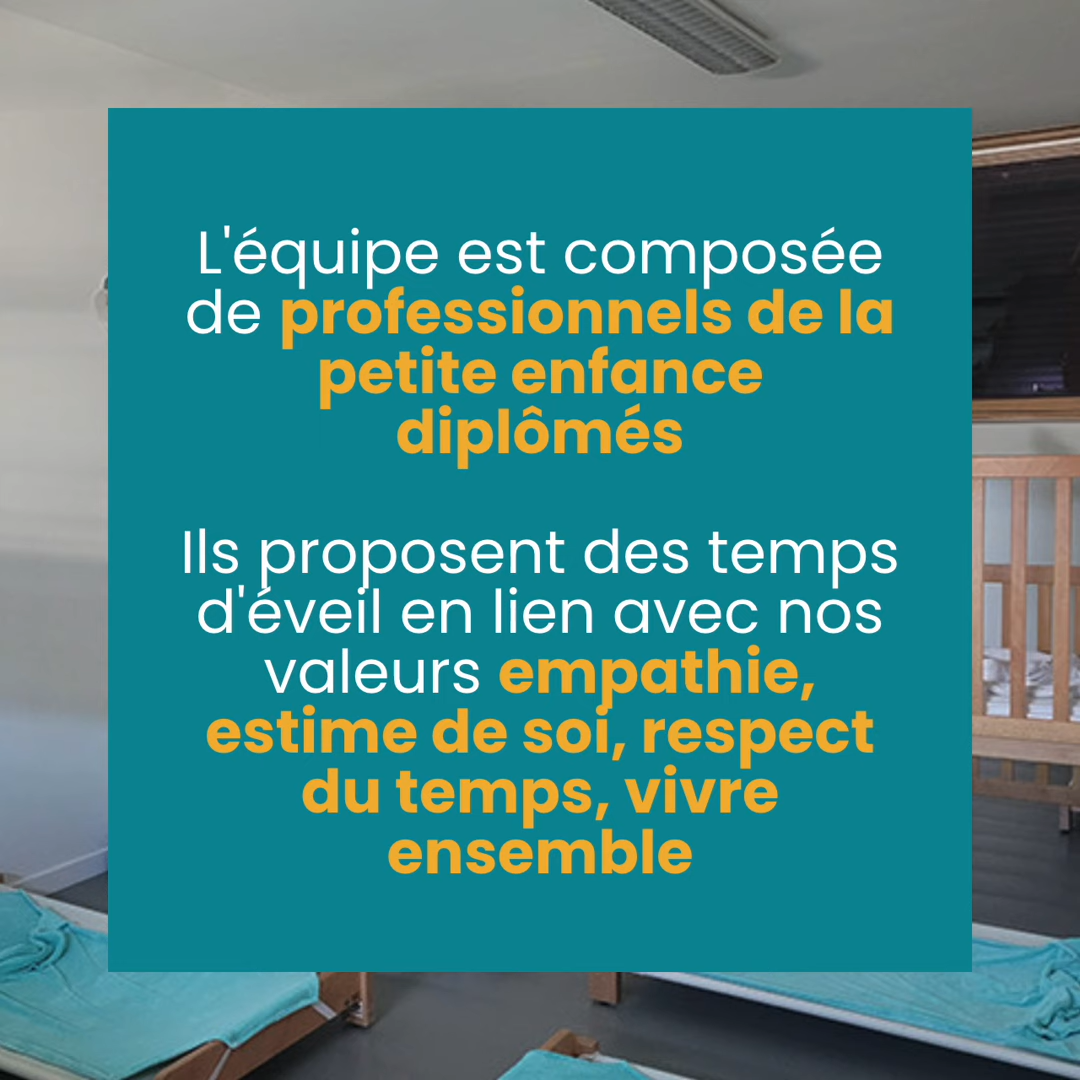 L'équipe est composée
de professionnels de la
petite enfance
diplômés
Ils proposent des temps
d'éveil en lien avec nos
valeurs empathie,
estime de soi, respect
du temps, vivre
ensemble